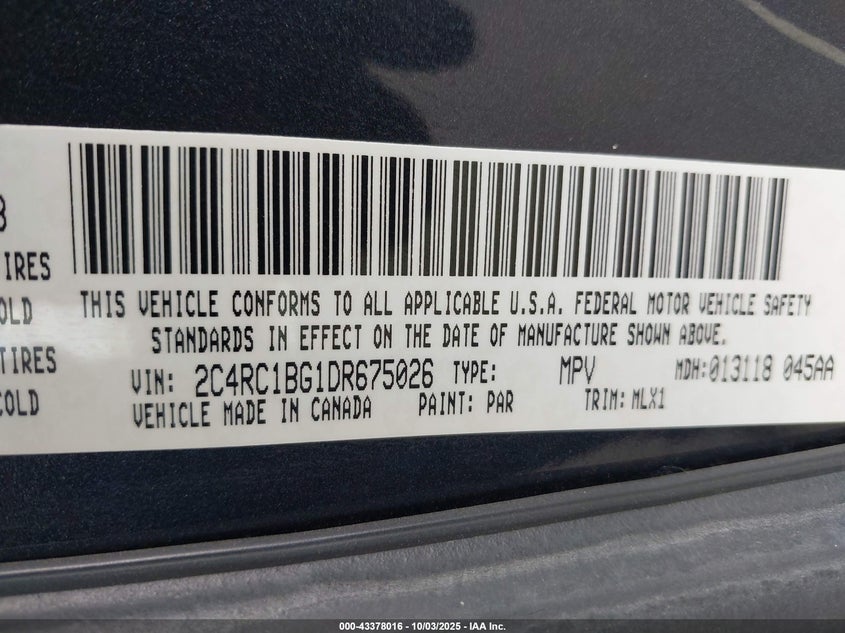 8
IRES
OLD
TIRES
COLD
THIS VEHICLE CONFORMS TO ALL APPLICABLE U.S.A. FEDERAL MOTOR VEHICLE SAFETY
STANDARDS IN EFFECT ON THE DATE OF MANUFACTURE SHOWN ABOVE.
VIN: 2C4RC1BG1DR675026 TYPE: MPV MDH:013118 045AA
VEHICLE MADE IN CANADA PAINT: PAR TRIM: MLX1
000-43378016 - 10/03/2025 - IAA Inc.